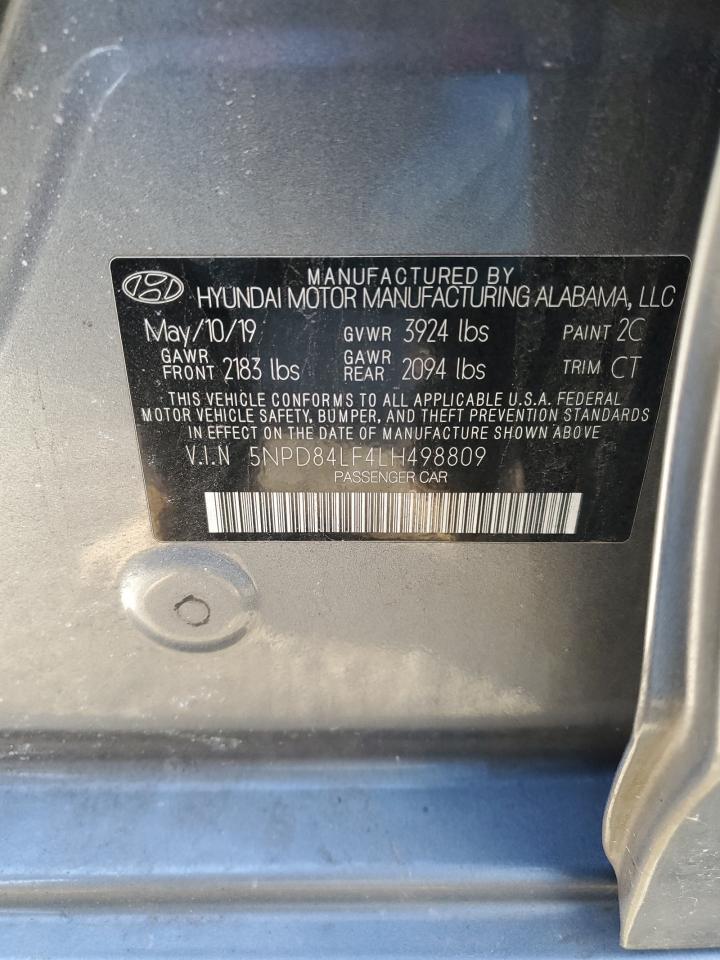 MANUFACTURED BY
HYUNDAI MOTOR MANUFACTURING ALABAMA, LLC
May/10/19 GVWR 3924 lbs PAINT 2C
GAWR FRONT 2183 lbs GAWR REAR 2094 lbs TRIM CT
THIS VEHICLE CONFORMS TO ALL APPLICABLE U.S.A. FEDERAL
MOTOR VEHICLE SAFETY, BUMPER, AND THEFT PREVENTION STANDARDS
IN EFFECT ON THE DATE OF MANUFACTURE SHOWN ABOVE.
V.I.N 5NPD84LF4LH498809
PASSENGER CAR